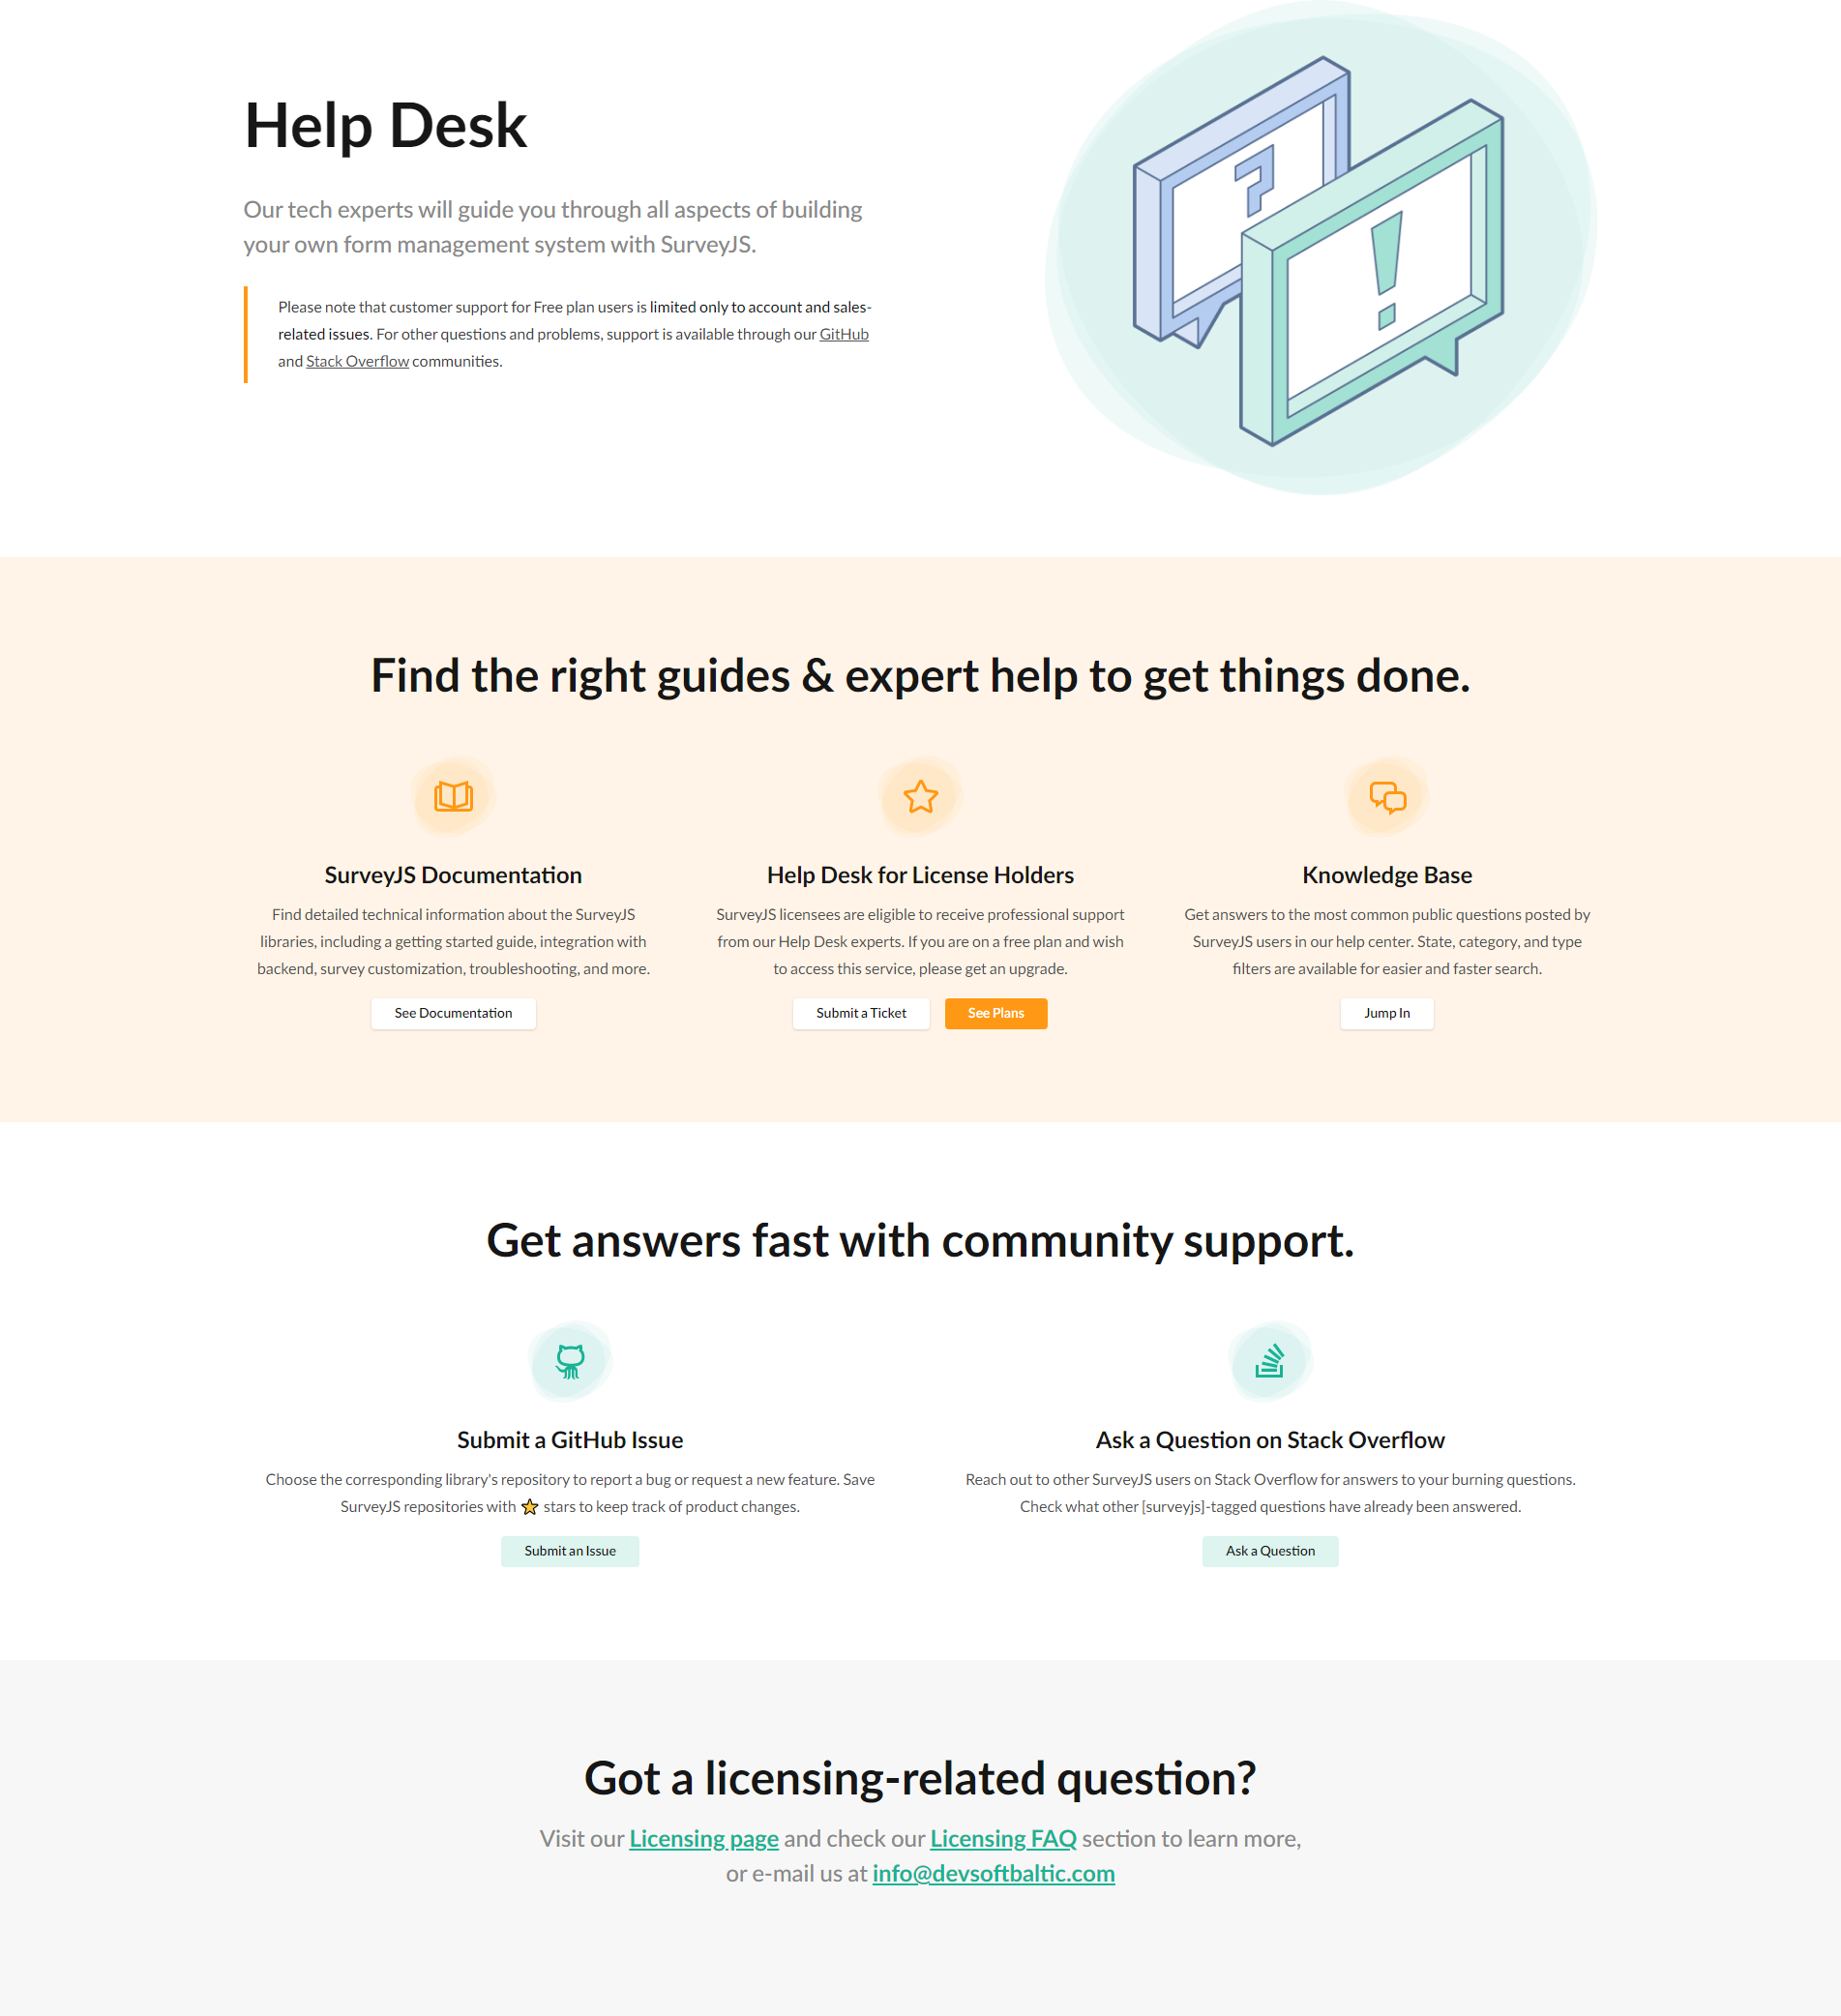 Help Desk
Our tech experts will guide you through all aspects of building
your own form management system with SurveyJS.
Please note that customer support for Free plan users is limited only to account and sales-
related issues. For other questions and problems, support is available through our GitHub
and Stack Overflow communities.
?
!
Find the right guides & expert help to get things done.
SurveyJS Documentation
Find detailed technical information about the SurveyJS
libraries, including a getting started guide, integration with
backend, survey customization, troubleshooting, and more.
See Documentation
Help Desk for License Holders
SurveyJS licensees are eligible to receive professional support
from our Help Desk experts. If you are on a free plan and wish
to access this service, please get an upgrade.
Submit a Ticket See Plans
Knowledge Base
Get answers to the most common public questions posted by
SurveyJS users in our help center. State, category, and type
filters are available for easier and faster search.
Jump In
Get answers fast with community support.
Submit a GitHub Issue
Choose the corresponding library's repository to report a bug or request a new feature. Save
SurveyJS repositories with ⭐ stars to keep track of product changes.
Submit an Issue
Ask a Question on Stack Overflow
Reach out to other SurveyJS users on Stack Overflow for answers to your burning questions.
Check what other [surveyjs]-tagged questions have already been answered.
Ask a Question
Got a licensing-related question?
Visit our Licensing page and check our Licensing FAQ section to learn more,
or e-mail us at info@devsoftbaltic.com